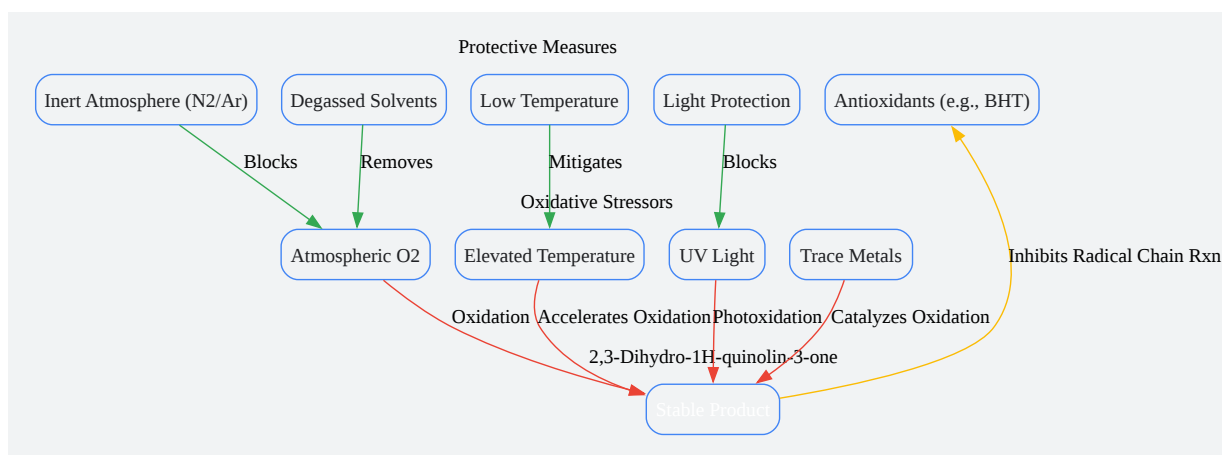 Protective Measures
Inert Atmosphere (N2/Ar)
Degassed Solvents
Low Temperature
Light Protection
Antioxidants (e.g., BHT)
Blocks
Removes
Mitigates
Blocks
Oxidative Stressors
Atmospheric O2
Elevated Temperature
UV Light
Trace Metals
Inhibits Radical Chain Rxn
Oxidation
Accelerates Oxidation
Photoxidation
Catalyzes Oxidation
2,3-Dihydro-1H-quinolin-3-one
Stable Product